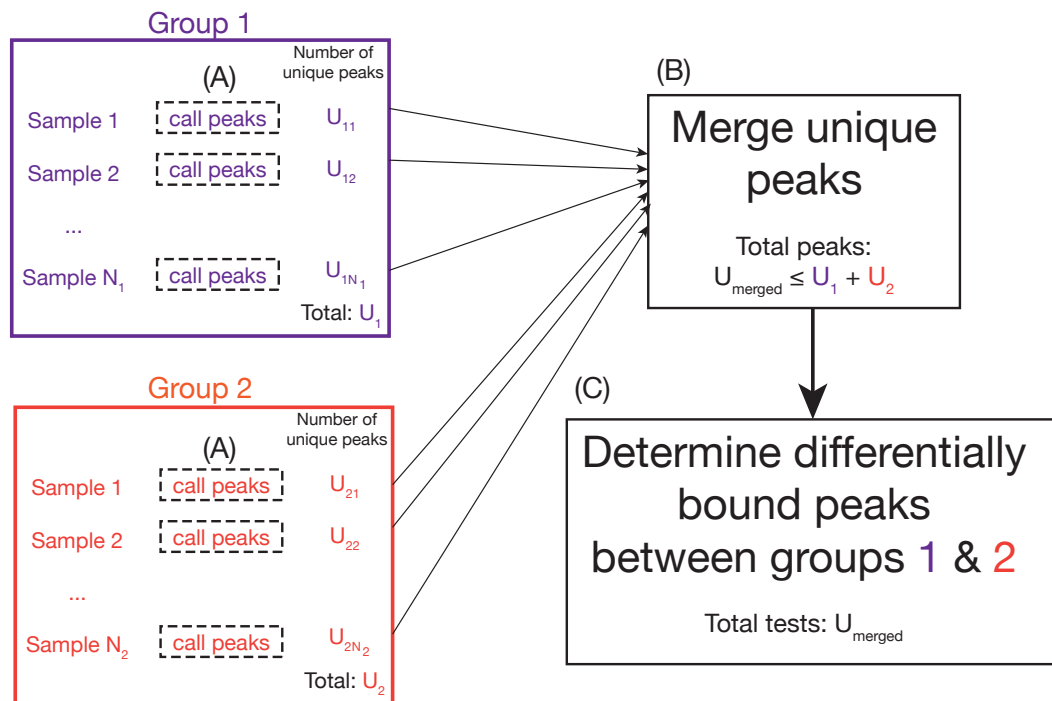 Group 1
Number of
unique peaks
(A)
Sample 1 call peaks U₁₁
Sample 2 call peaks U₁₂
...
Sample N₁ call peaks U₁N₁
Total: U₁
Group 2
Number of
unique peaks
(A)
Sample 1 call peaks U₂₁
Sample 2 call peaks U₂₂
...
Sample N₂ call peaks U₂N₂
Total: U₂
(B)
Merge unique
peaks
Total peaks:
Umerged ≤ U₁ + U₂
(C)
Determine differentially
bound peaks
between groups 1 & 2
Total tests: Umerged